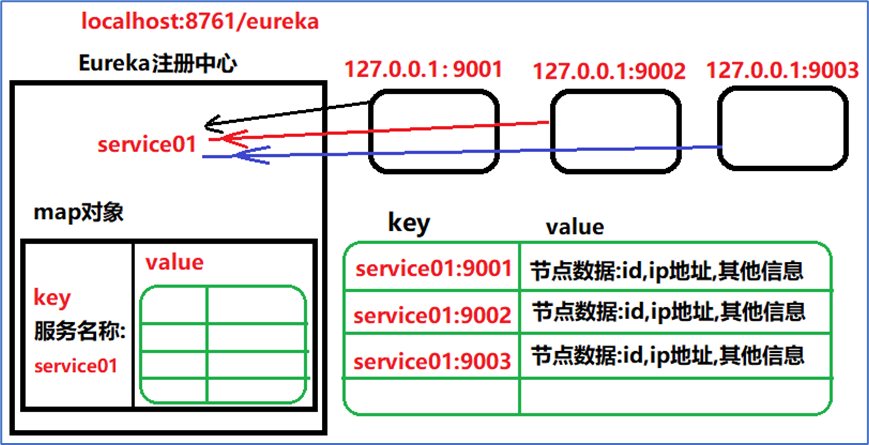 localhost:8761/eureka
Eureka注册中心
127.0.0.1:9001
127.0.0.1:9002
127.0.0.1:9003
service01
map对象
key
服务名称:
service01
value
key
value
service01:9001
节点数据:id,ip地址,其他信息
service01:9002
节点数据:id,ip地址,其他信息
service01:9003
节点数据:id,ip地址,其他信息